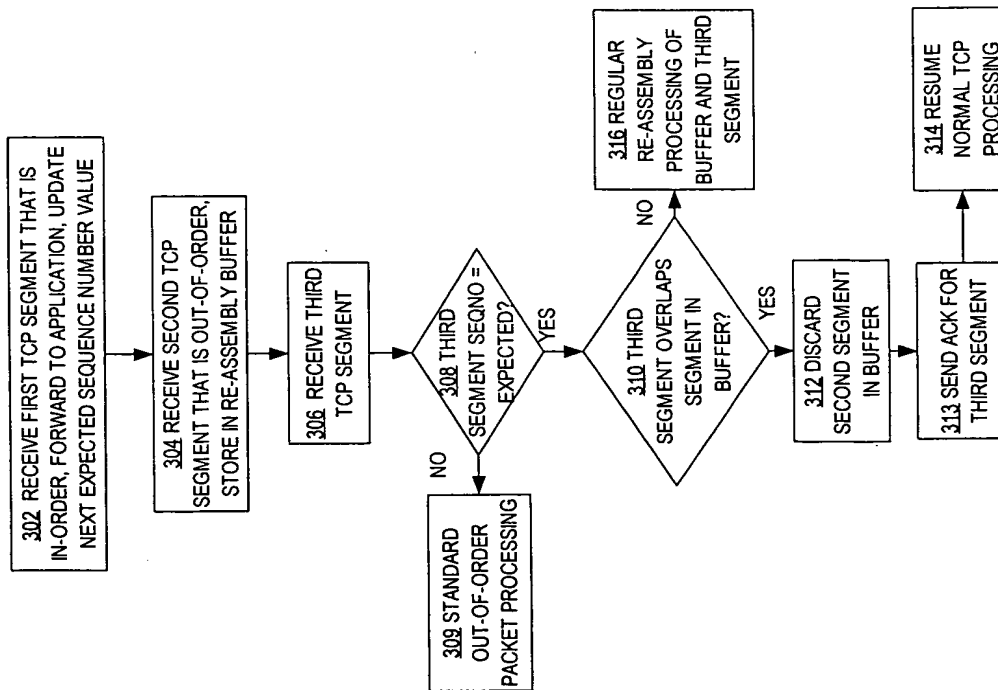 302 RECEIVE FIRST TCP SEGMENT THAT IS
IN-ORDER, FORWARD TO APPLICATION, UPDATE
NEXT EXPECTED SEQUENCE NUMBER VALUE
304 RECEIVE SECOND TCP
SEGMENT THAT IS OUT-OF-ORDER,
STORE IN RE-ASSEMBLY BUFFER
306 RECEIVE THIRD
TCP SEGMENT
308 THIRD
SEGMENT SEQNO =
EXPECTED?
NO
309 STANDARD
OUT-OF-ORDER
PACKET PROCESSING
YES
310 THIRD
SEGMENT OVERLAPS
SEGMENT IN
BUFFER?
NO
316 REGULAR
RE-ASSEMBLY
PROCESSING OF
BUFFER AND THIRD
SEGMENT
YES
312 DISCARD
SECOND SEGMENT
IN BUFFER
313 SEND ACK FOR
THIRD SEGMENT
314 RESUME
NORMAL TCP
PROCESSING